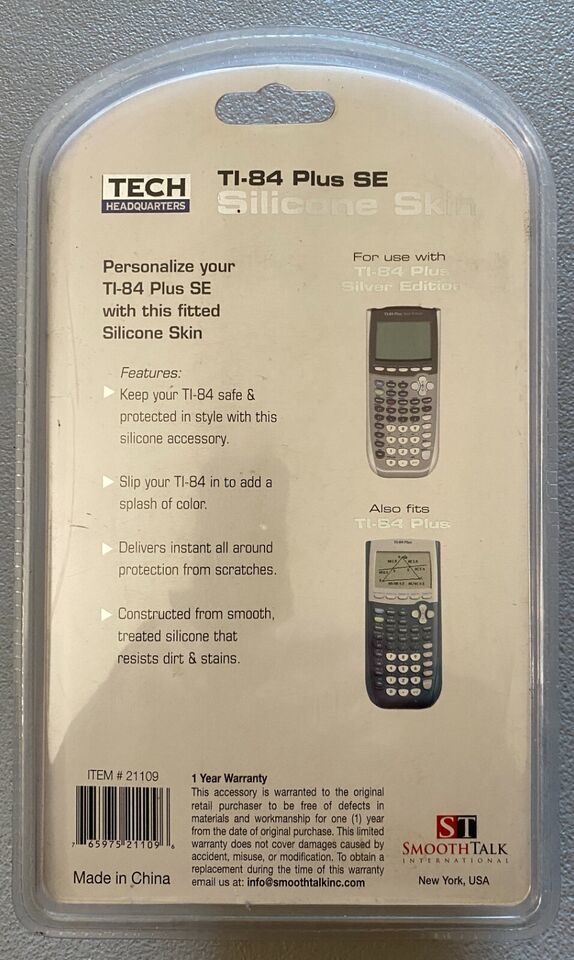 TECH
HEADQUARTERS
TI-84 Plus SE
Silicone Skin
Personalize your
TI-84 Plus SE
with this fitted
Silicone Skin
For use with
TI-84 Plus
Silver Edition
Features:
Keep your TI-84 safe &
protected in style with this
silicone accessory.
Slip your TI-84 in to add a
splash of color.
Also fits
TI-84 Plus
TI-84 Plus
Delivers instant all around
protection from scratches.
Constructed from smooth,
treated silicone that
resists dirt & stains.
ITEM # 21109
7 65975 21109 6
Made in China
1 Year Warranty
This accessory is warranted to the original
retail purchaser to be free of defects in
materials and workmanship for one (1) year
from the date of original purchase. This limited
warranty does not cover damages caused by
accident, misuse, or modification. To obtain a
replacement during the time of this warranty
email us at: info@smoothtalkinc.com
ST
SMOOTHTALK
INTERNATIONAL
New York, USA